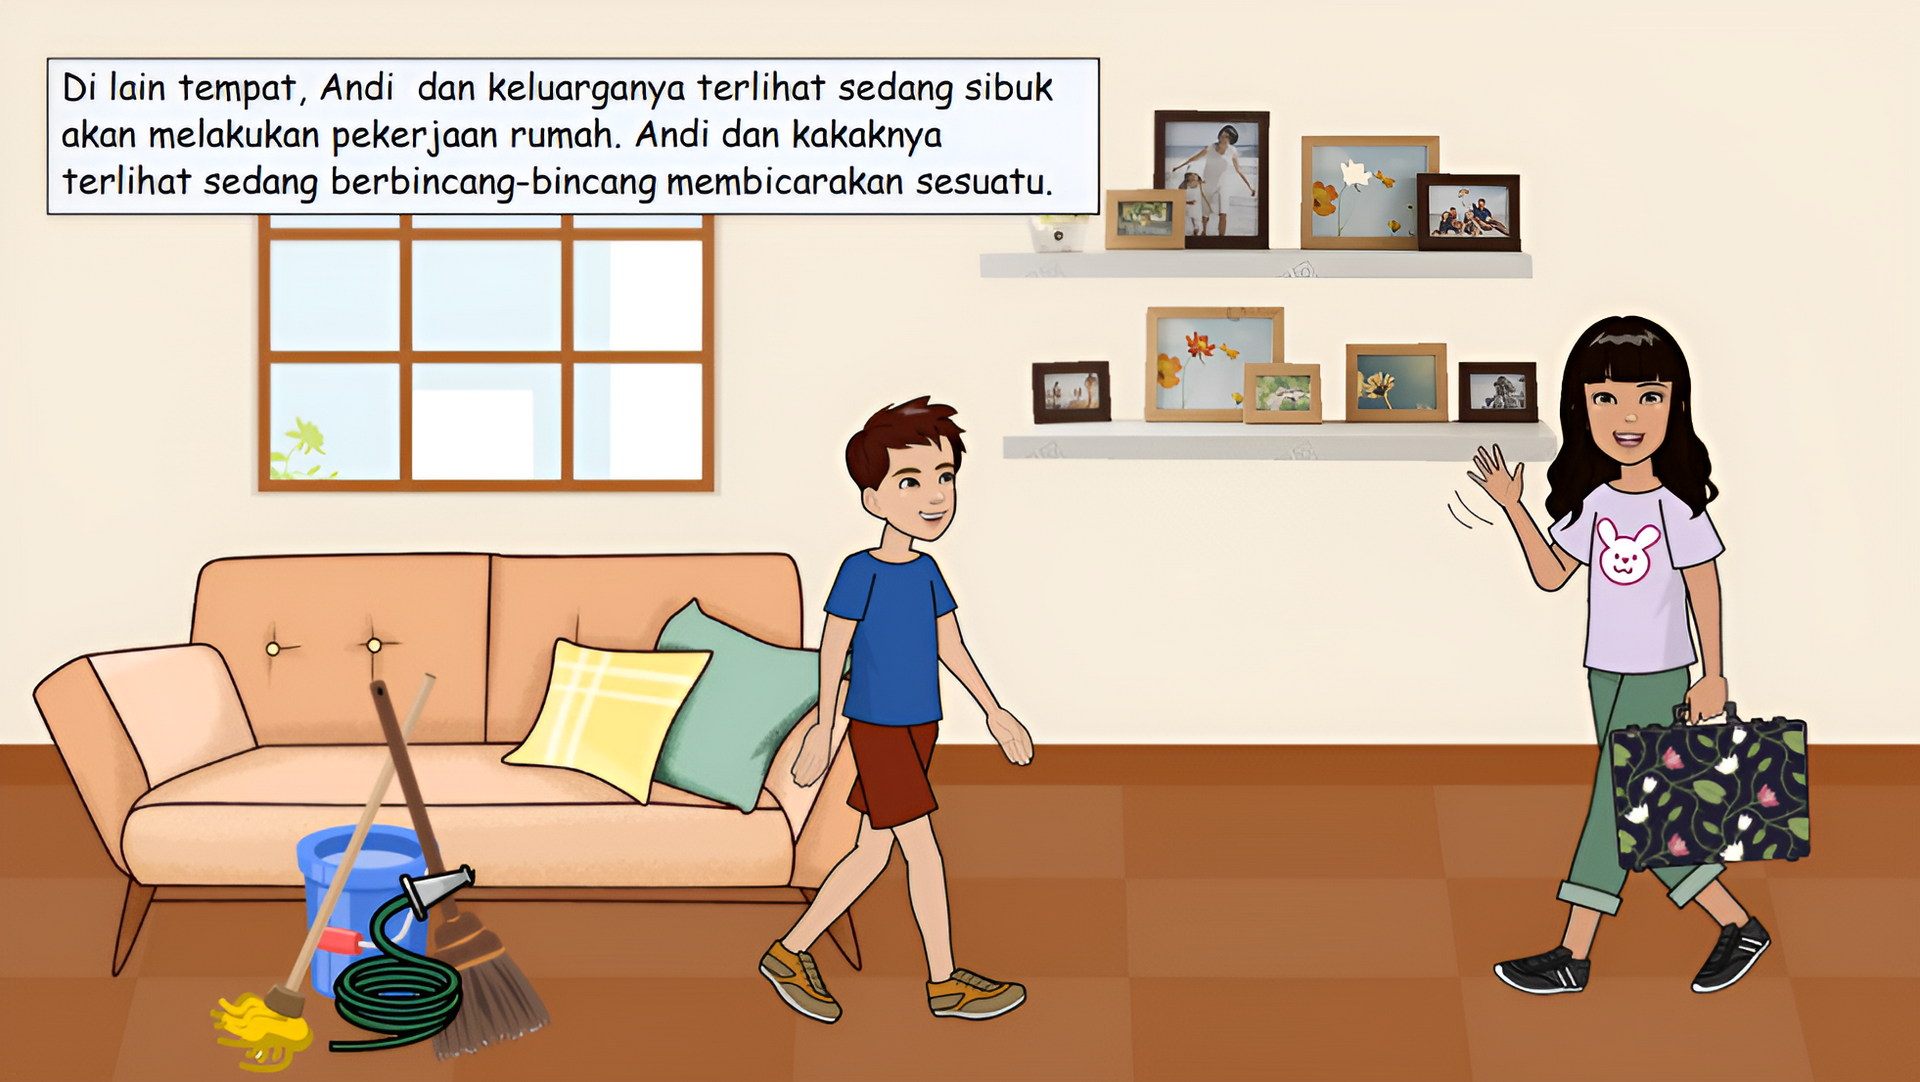 Di lain tempat, Andi  dan keluarganya terlihat sedang sibuk
akan melakukan pekerjaan rumah. Andi dan kakaknya
terlihat sedang berbincang-bincang membicarakan sesuatu.